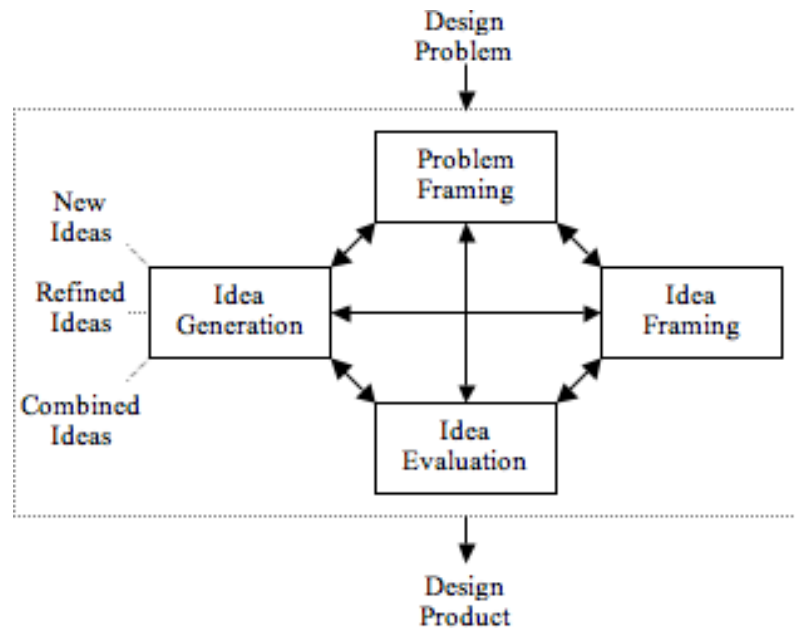 Design
Problem
Problem
Framing
New
Ideas
Refined
Ideas
Combined
Ideas
Idea
Generation
Idea
Framing
Idea
Evaluation
Design
Product